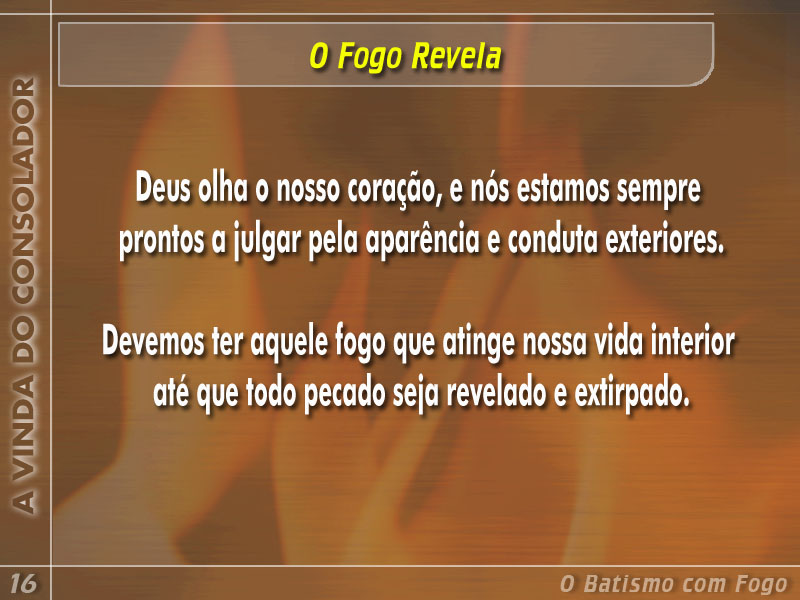 O Fogo Revela
A VINDA DO CONSOLADOR
Deus olha o nosso coração, e nós estamos sempre
prontos a julgar pela aparência e conduta exteriores.
Devemos ter aquele fogo que atinge nossa vida interior
até que todo pecado seja revelado e extirpado.
16
O Batismo com Fogo